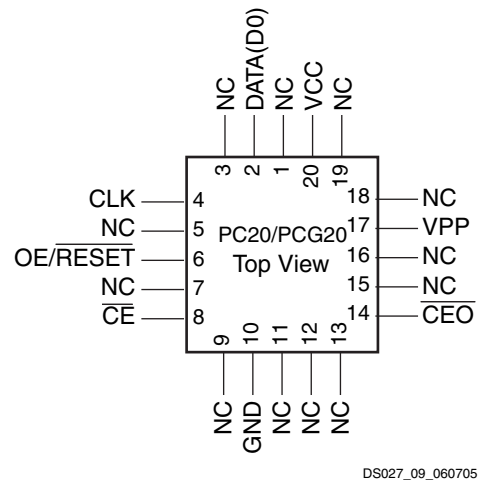 NC
DATA(D0)
NC
VCC
NC
3
2
1
20
19
CLK 4
NC 5
OE/RESET 6
NC 7
CE 8
PC20/PCG20
Top View
18 NC
17 VPP
16 NC
15 NC
14 CEO
9
10
11
12
13
NC
GND
NC
NC
NC
DS027_09_060705